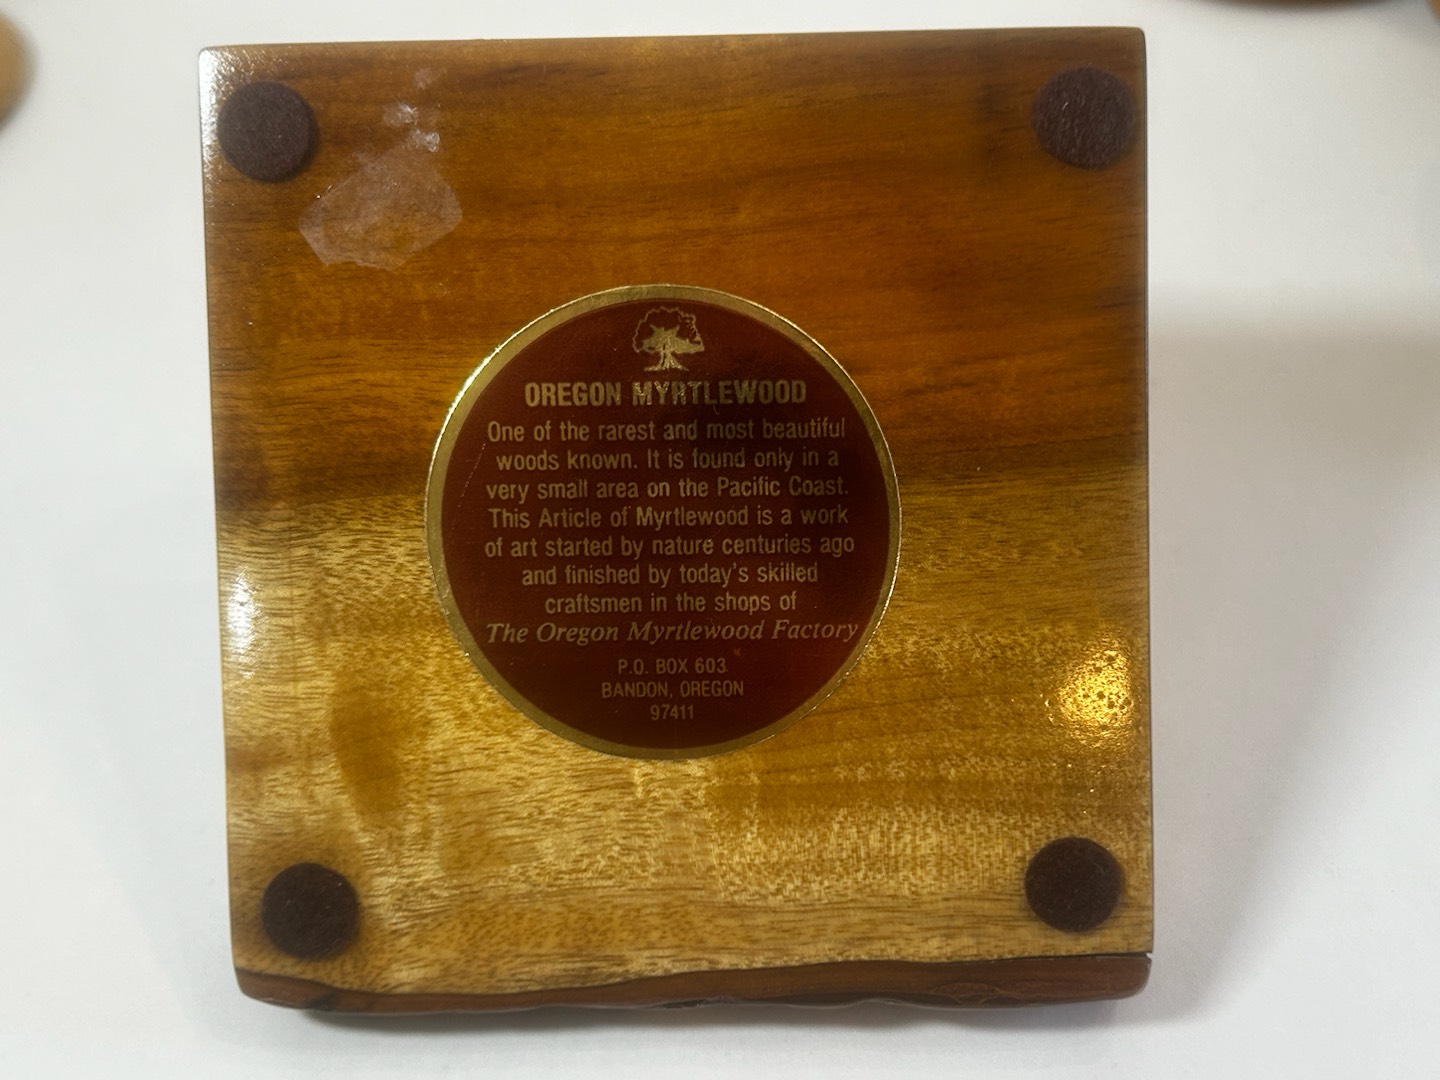 OREGON MYRTLEWOOD
One of the rarest and most beautiful
woods known. It is found only in a
very small area on the Pacific Coast.
This Article of Myrtlewood is a work
of art started by nature centuries ago
and finished by today's skilled
craftsmen in the shops of
The Oregon Myrtlewood Factory
P.O. BOX 603
BANDON, OREGON
97411